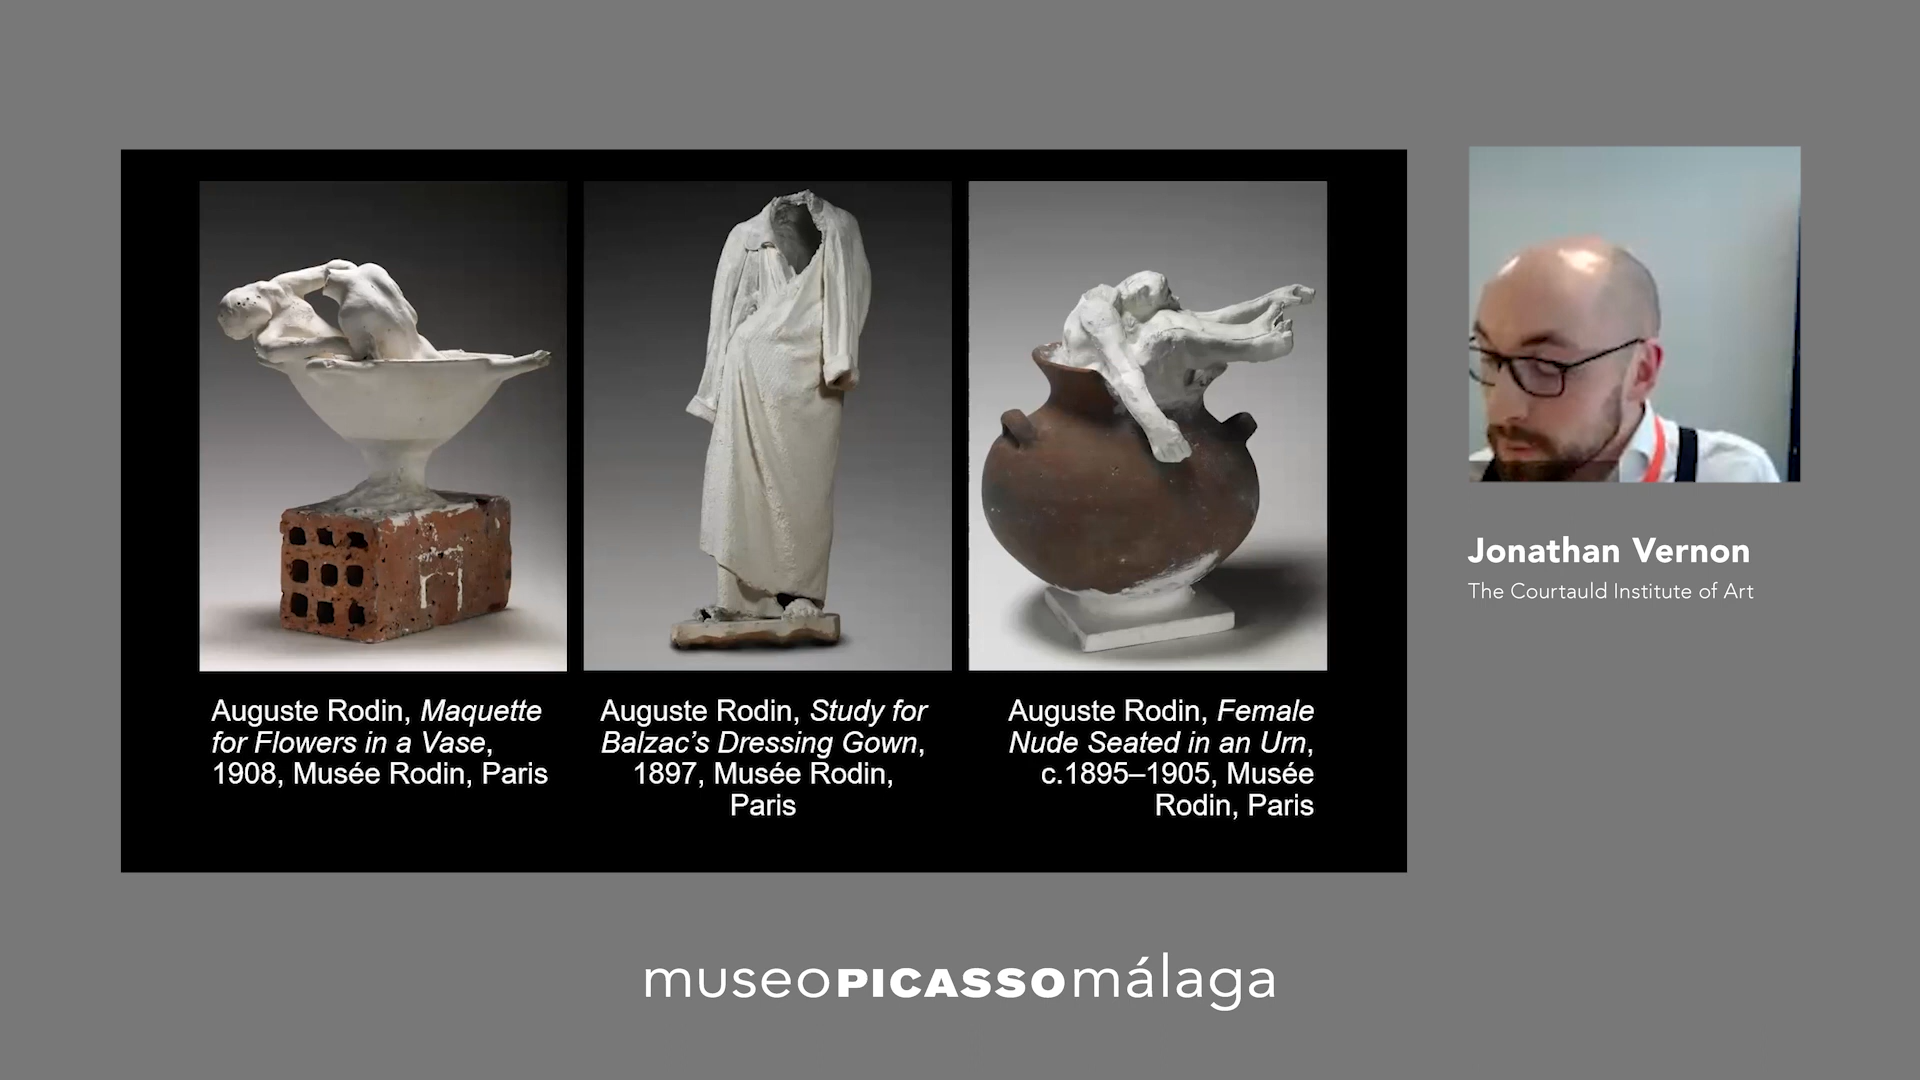 Auguste Rodin, Maquette
for Flowers in a Vase,
1908, Musée Rodin, Paris
Auguste Rodin, Study for
Balzac’s Dressing Gown,
1897, Musée Rodin,
Paris
Auguste Rodin, Female
Nude Seated in an Urn,
c.1895–1905, Musée
Rodin, Paris
Jonathan Vernon
The Courtauld Institute of Art
museoPICASSOmálaga